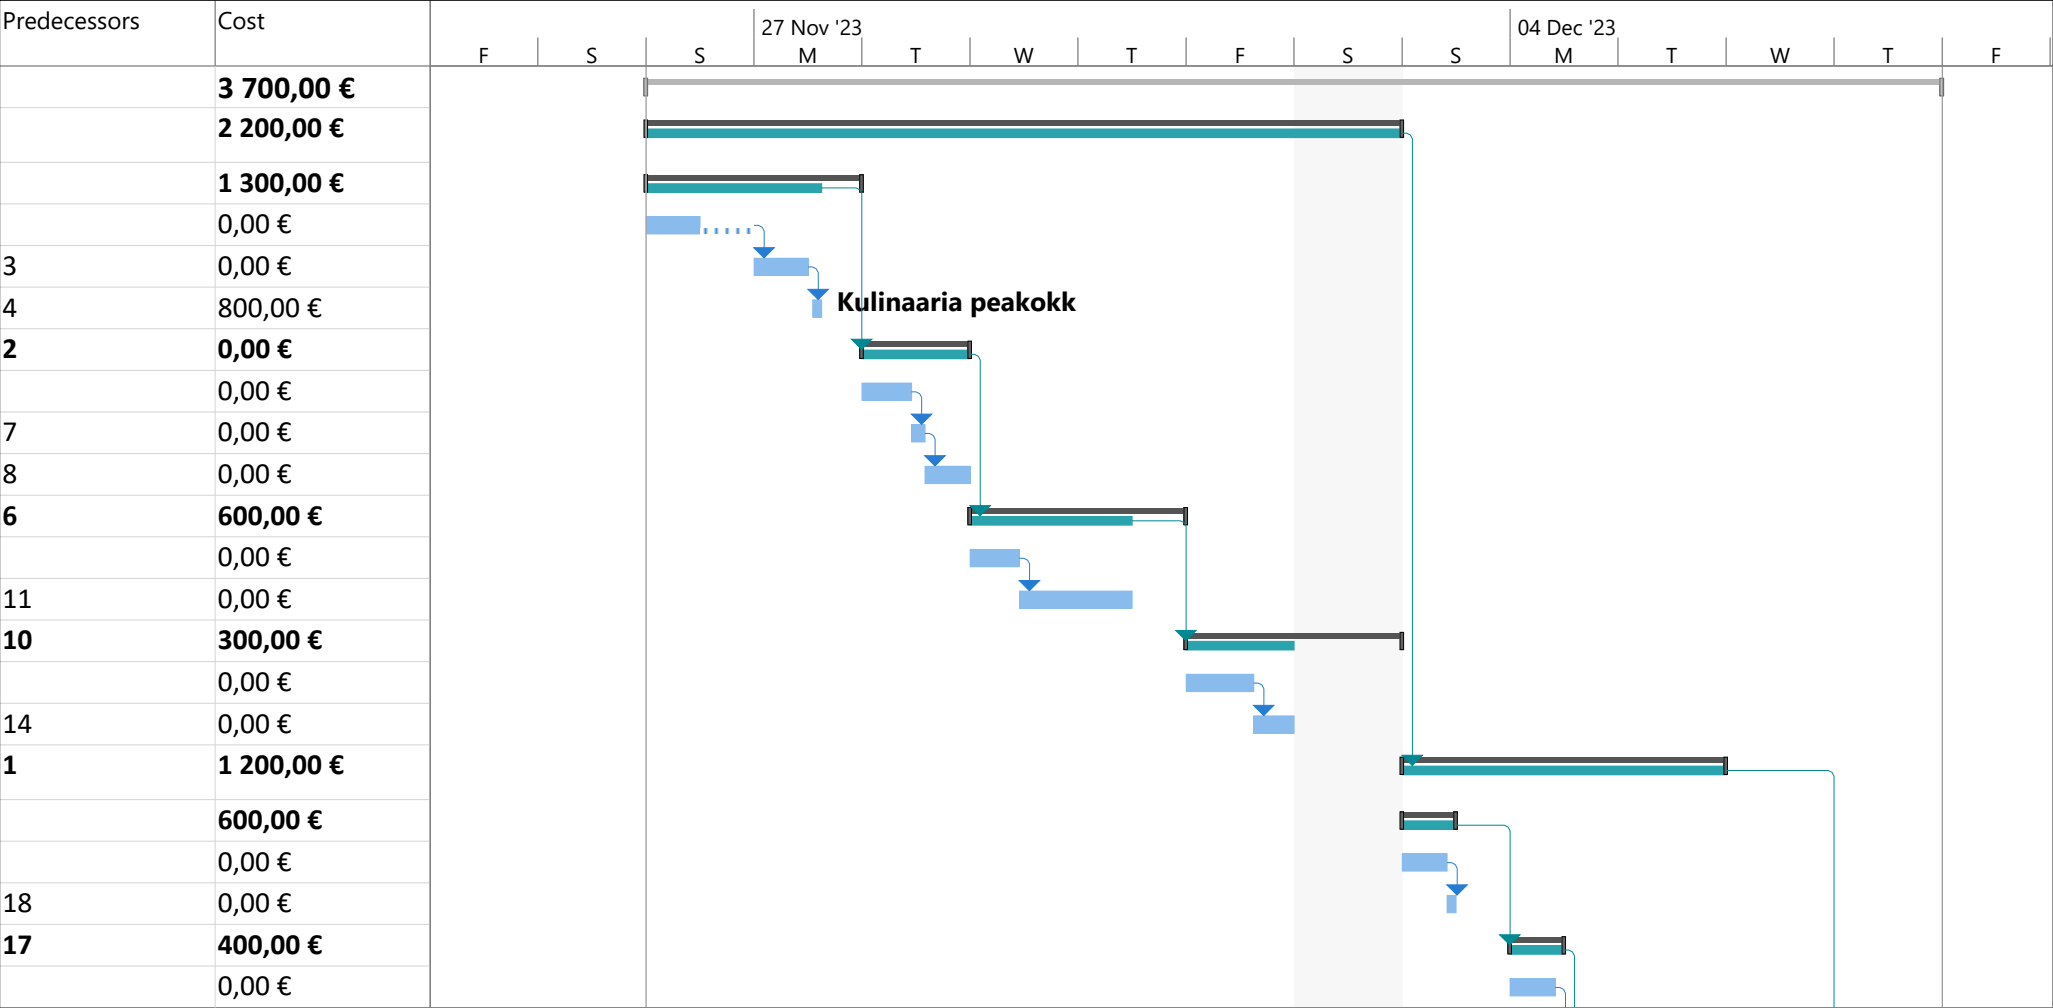 Predecessors Cost 27 Nov '23 04 Dec '23
F S S M T W T F S S M T W T F
3 700,00 €
2 200,00 €
1 300,00 €
0,00 €
3 0,00 €
4 800,00 € Kulinaaria peakokk
2 0,00 €
0,00 €
7 0,00 €
8 0,00 €
6 600,00 €
0,00 €
11 0,00 €
10 300,00 €
0,00 €
14 0,00 €
1 1 200,00 €
600,00 €
0,00 €
18 0,00 €
17 400,00 €
0,00 €